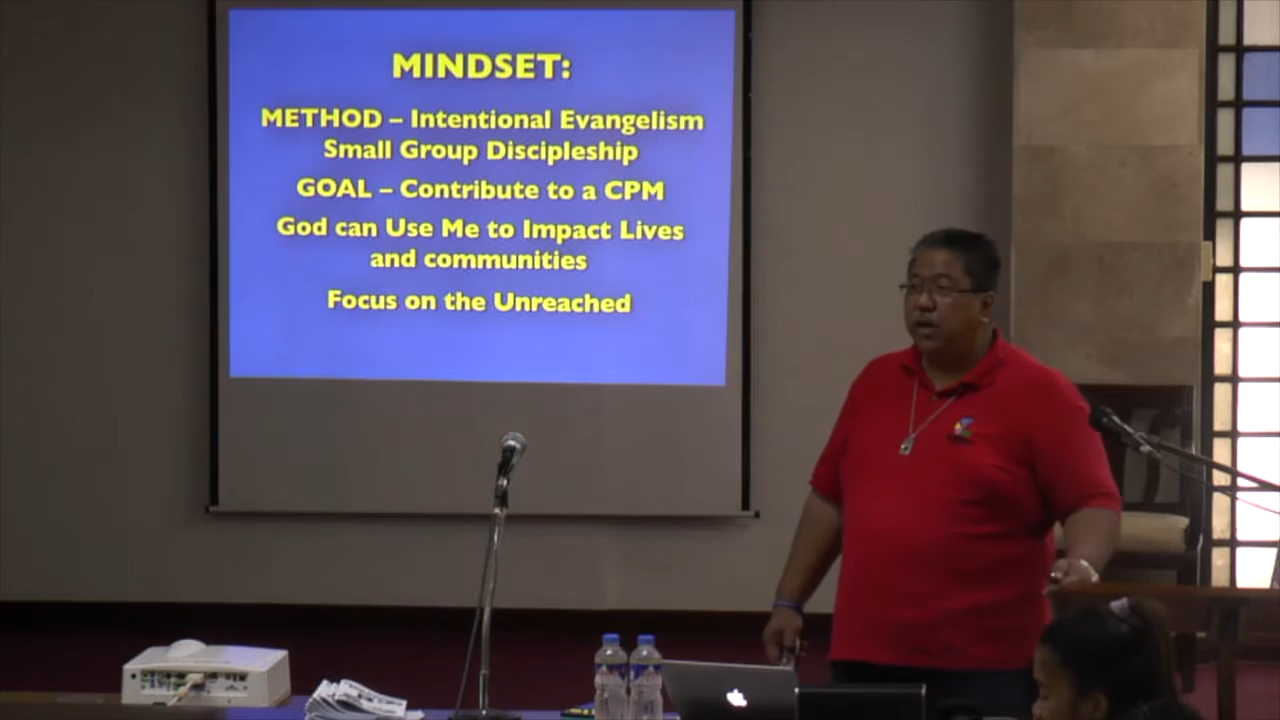 MINDSET:
METHOD – Intentional Evangelism
Small Group Discipleship
GOAL – Contribute to a CPM
God can Use Me to Impact Lives
and communities
Focus on the Unreached